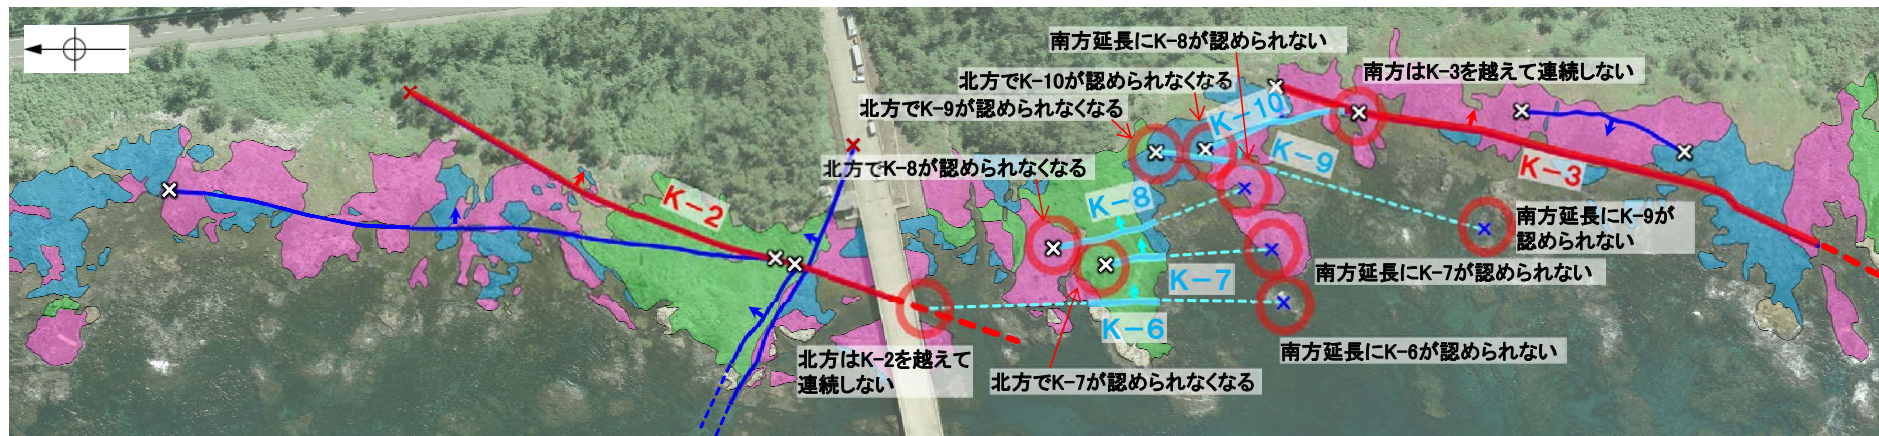 南方延長にK-8が認められない
北方でK-10が認められなくなる
南方はK-3を越えて連続しない
北方でK-9が認められなくなる
K-10
K-9
北方でK-8が認められなくなる
K-3
K-2
K-8
南方延長にK-9が
認められない
K-7
南方延長にK-7が認められない
K-6
北方はK-2を越えて
連続しない
北方でK-7が認められなくなる
南方延長にK-6が認められない